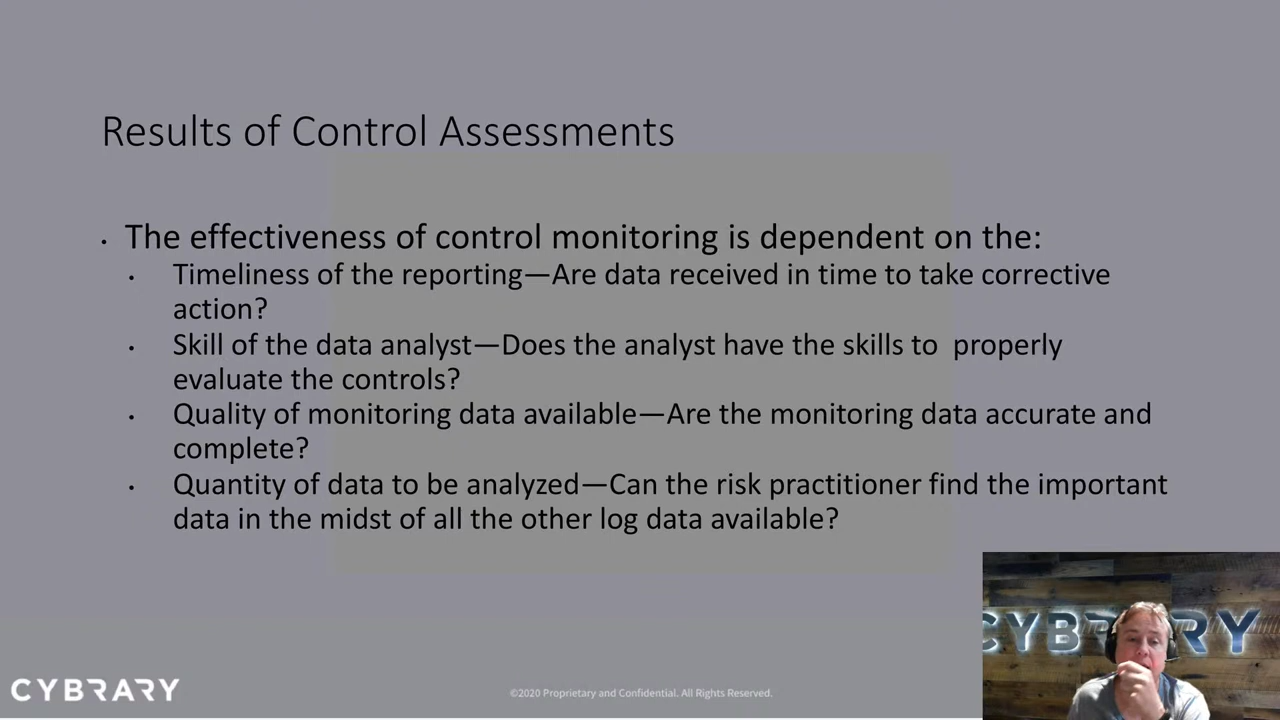 Results of Control Assessments
• The effectiveness of control monitoring is dependent on the:
• Timeliness of the reporting—Are data received in time to take corrective
action?
• Skill of the data analyst—Does the analyst have the skills to  properly
evaluate the controls?
• Quality of monitoring data available—Are the monitoring data accurate and
complete?
• Quantity of data to be analyzed—Can the risk practitioner find the important
data in the midst of all the other log data available?
CYBRARY
CYBRARY
©2020 Proprietary and Confidential. All Rights Reserved.